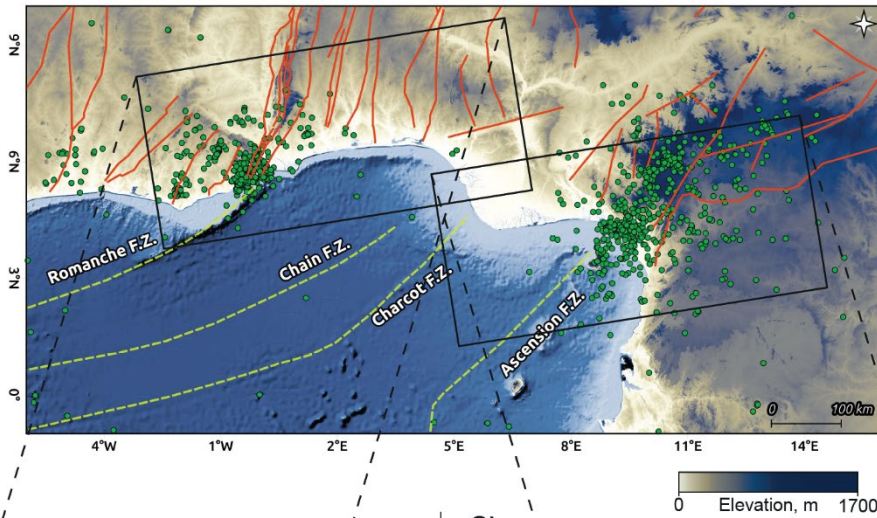 N°9
N°6
N°3
0°
Romanche F.Z.
Chain F.Z.
Charcot F.Z.
Ascension F.Z.
0 100 km
4°W 1°W 2°E 5°E 8°E 11°E 14°E
0 Elevation, m 1700